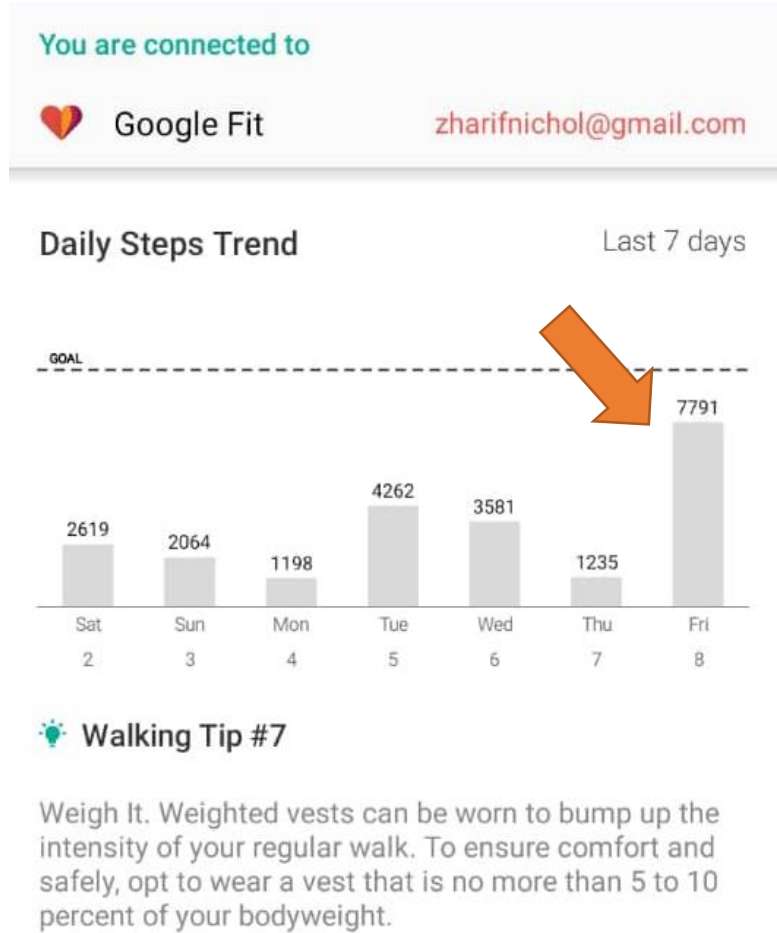 You are connected to
Google Fit zharifnichol@gmail.com
Daily Steps Trend Last 7 days
GOAL
7791
4262
3581
2619
2064
1198
1235
Sat Sun Mon Tue Wed Thu Fri
2 3 4 5 6 7 8
Walking Tip #7
Weigh It. Weighted vests can be worn to bump up the
intensity of your regular walk. To ensure comfort and
safely, opt to wear a vest that is no more than 5 to 10
percent of your bodyweight.